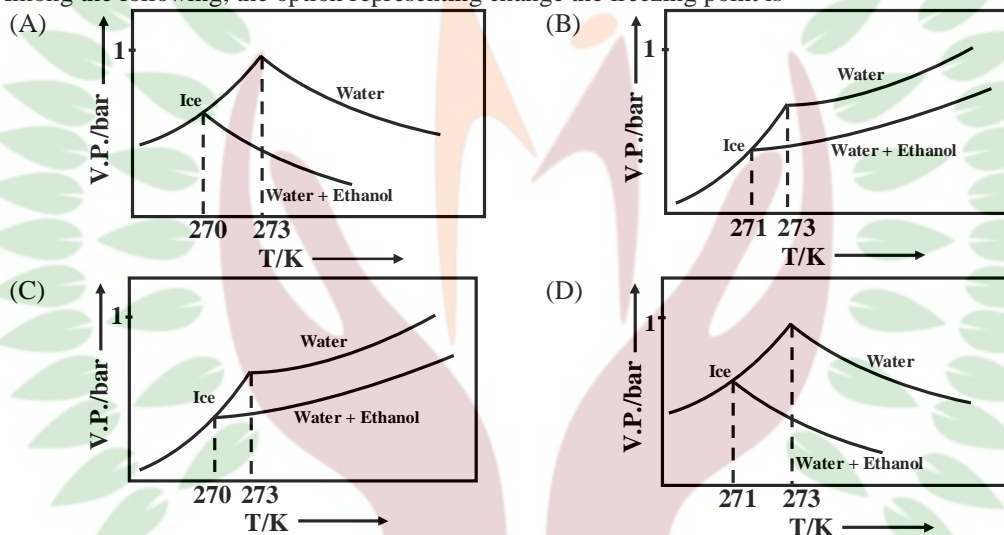 among the following, the option representing change the freezing point is
(A)
1
V.P./bar
Ice
Water
Water + Ethanol
270 273
T/K
(B)
1
V.P./bar
Water
Ice
Water + Ethanol
271 273
T/K
(C)
1
V.P./bar
Water
Ice
Water + Ethanol
270 273
T/K
(D)
1
V.P./bar
Ice
Water
Water + Ethanol
271 273
T/K